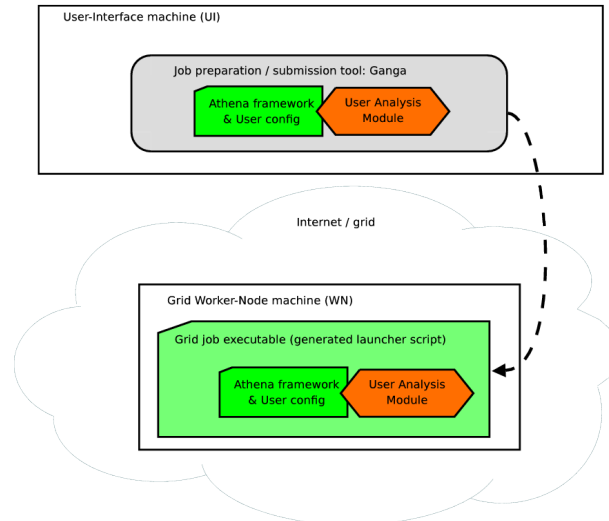 User-Interface machine (UI)
Job preparation / submission tool: Ganga
Athena framework
& User config
User Analysis
Module
Internet / grid
Grid Worker-Node machine (WN)
Grid job executable (generated launcher script)
Athena framework
& User config
User Analysis
Module